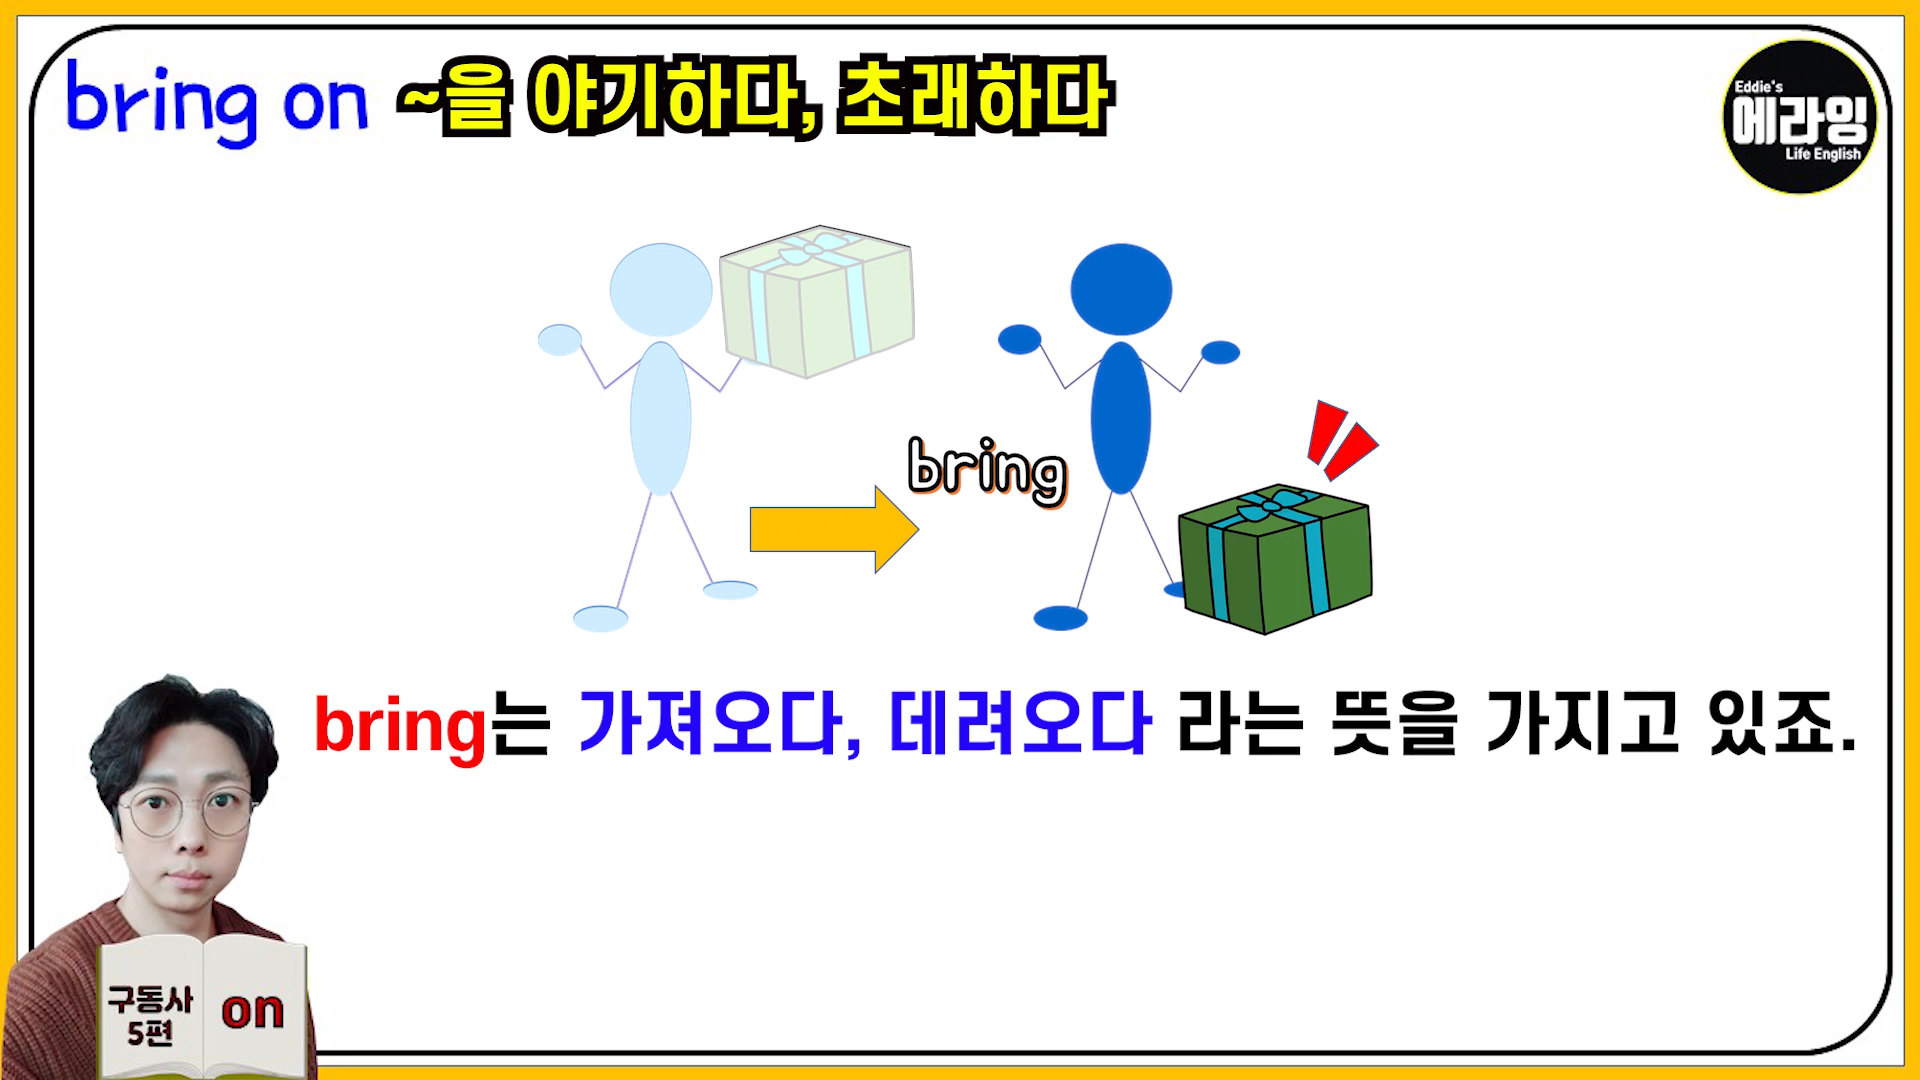 bring on ~을 야기하다, 초래하다
Eddie's
에라잉
Life English
bring
bring는 가져오다, 데려오다 라는 뜻을 가지고 있죠.
구동사
5편
on